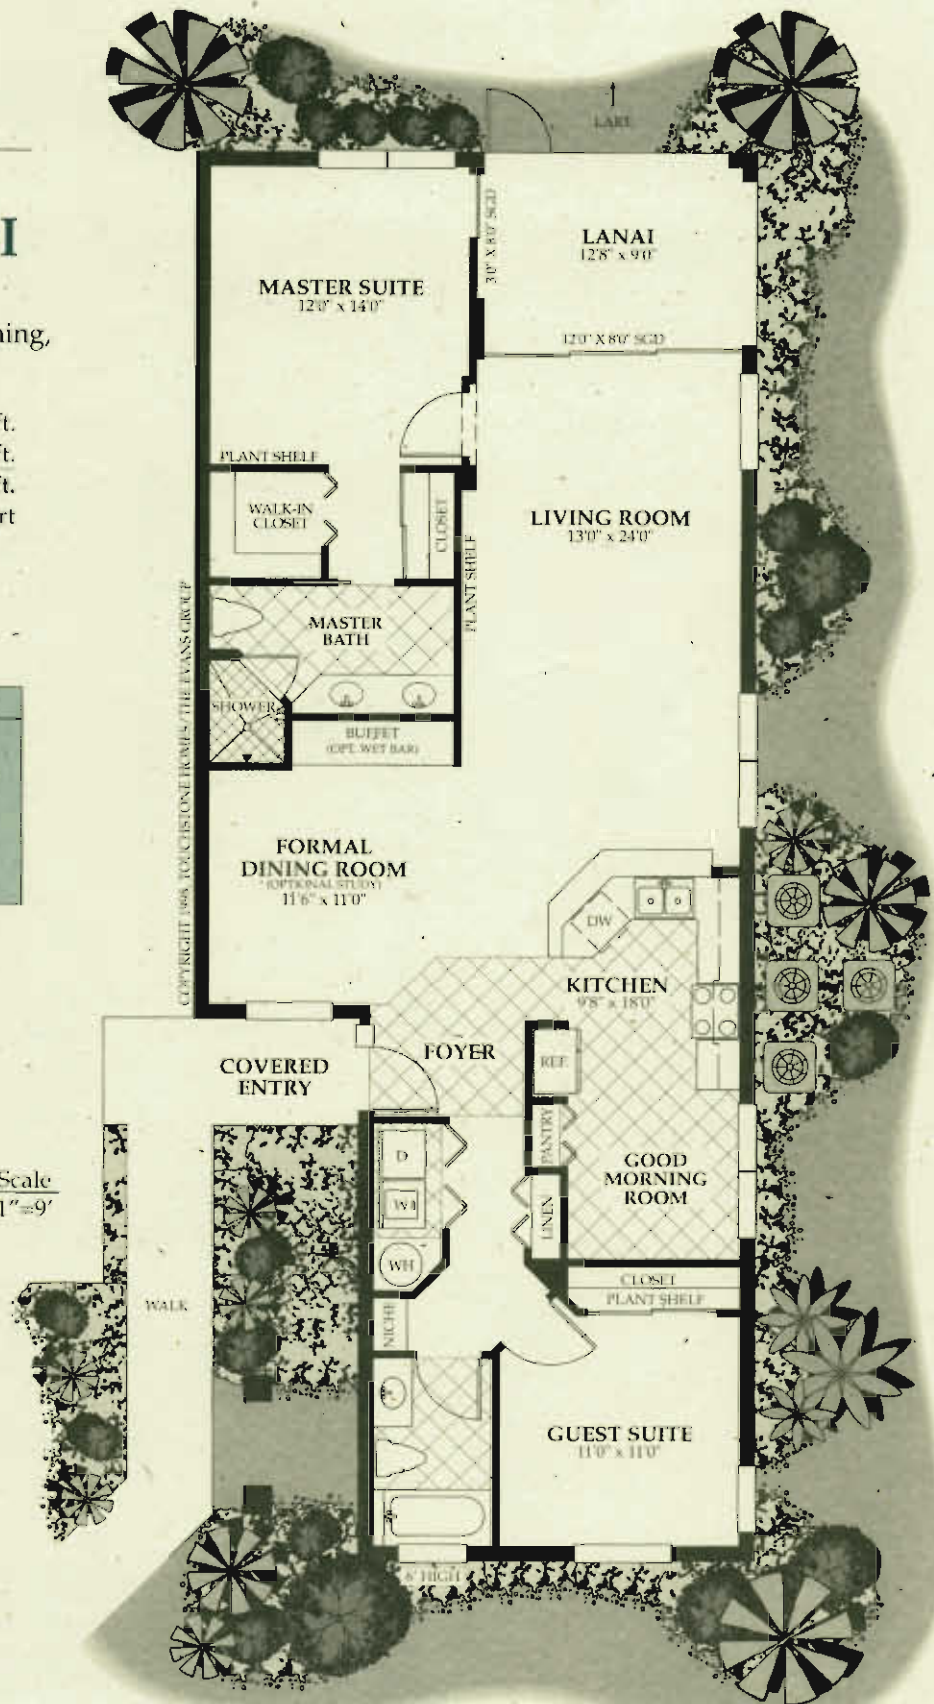 I
ning,
ft.
ft.
ft.
rt
LAKE
LANAI
12'8" x 9'0"
3'0" X 8'0" SGD
MASTER SUITE
12'0" x 14'0"
12'0" X 8'0" SGD
PLANT SHELF
WALK-IN
CLOSET
CLOSET
LIVING ROOM
13'0" x 24'0"
PLANT SHELF
MASTER
BATH
SHOWER
BUFFET
(OPT. WET BAR)
COPYRIGHT TOUCHSTONE HOMES/THE EVANS GROUP
FORMAL
DINING ROOM
(OPTIONAL STUDY)
11'6" x 11'0"
DW
KITCHEN
9'8" x 18'0"
FOYER
REF.
COVERED
ENTRY
PANTRY
D
W
GOOD
MORNING
ROOM
LINEN
Scale
1"=9'
WH
CLOSET
PLANT SHELF
WALK
NICHE
GUEST SUITE
11'0" x 11'0"
6' HIGH